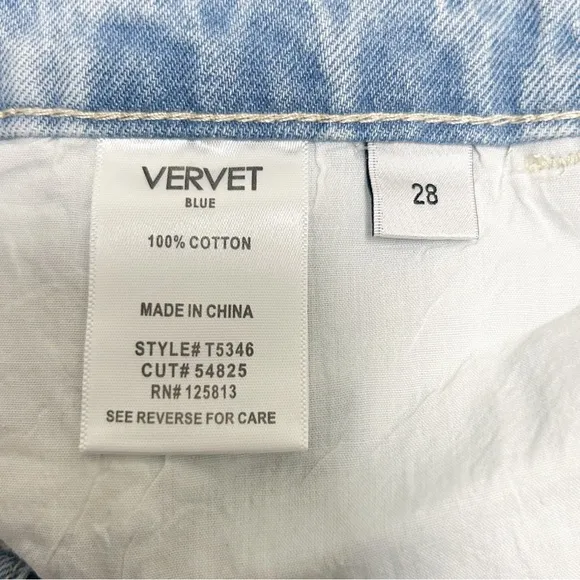 VERVET
BLUE
100% COTTON
MADE IN CHINA
STYLE# T5346
CUT# 54825
RN# 125813
SEE REVERSE FOR CARE
28